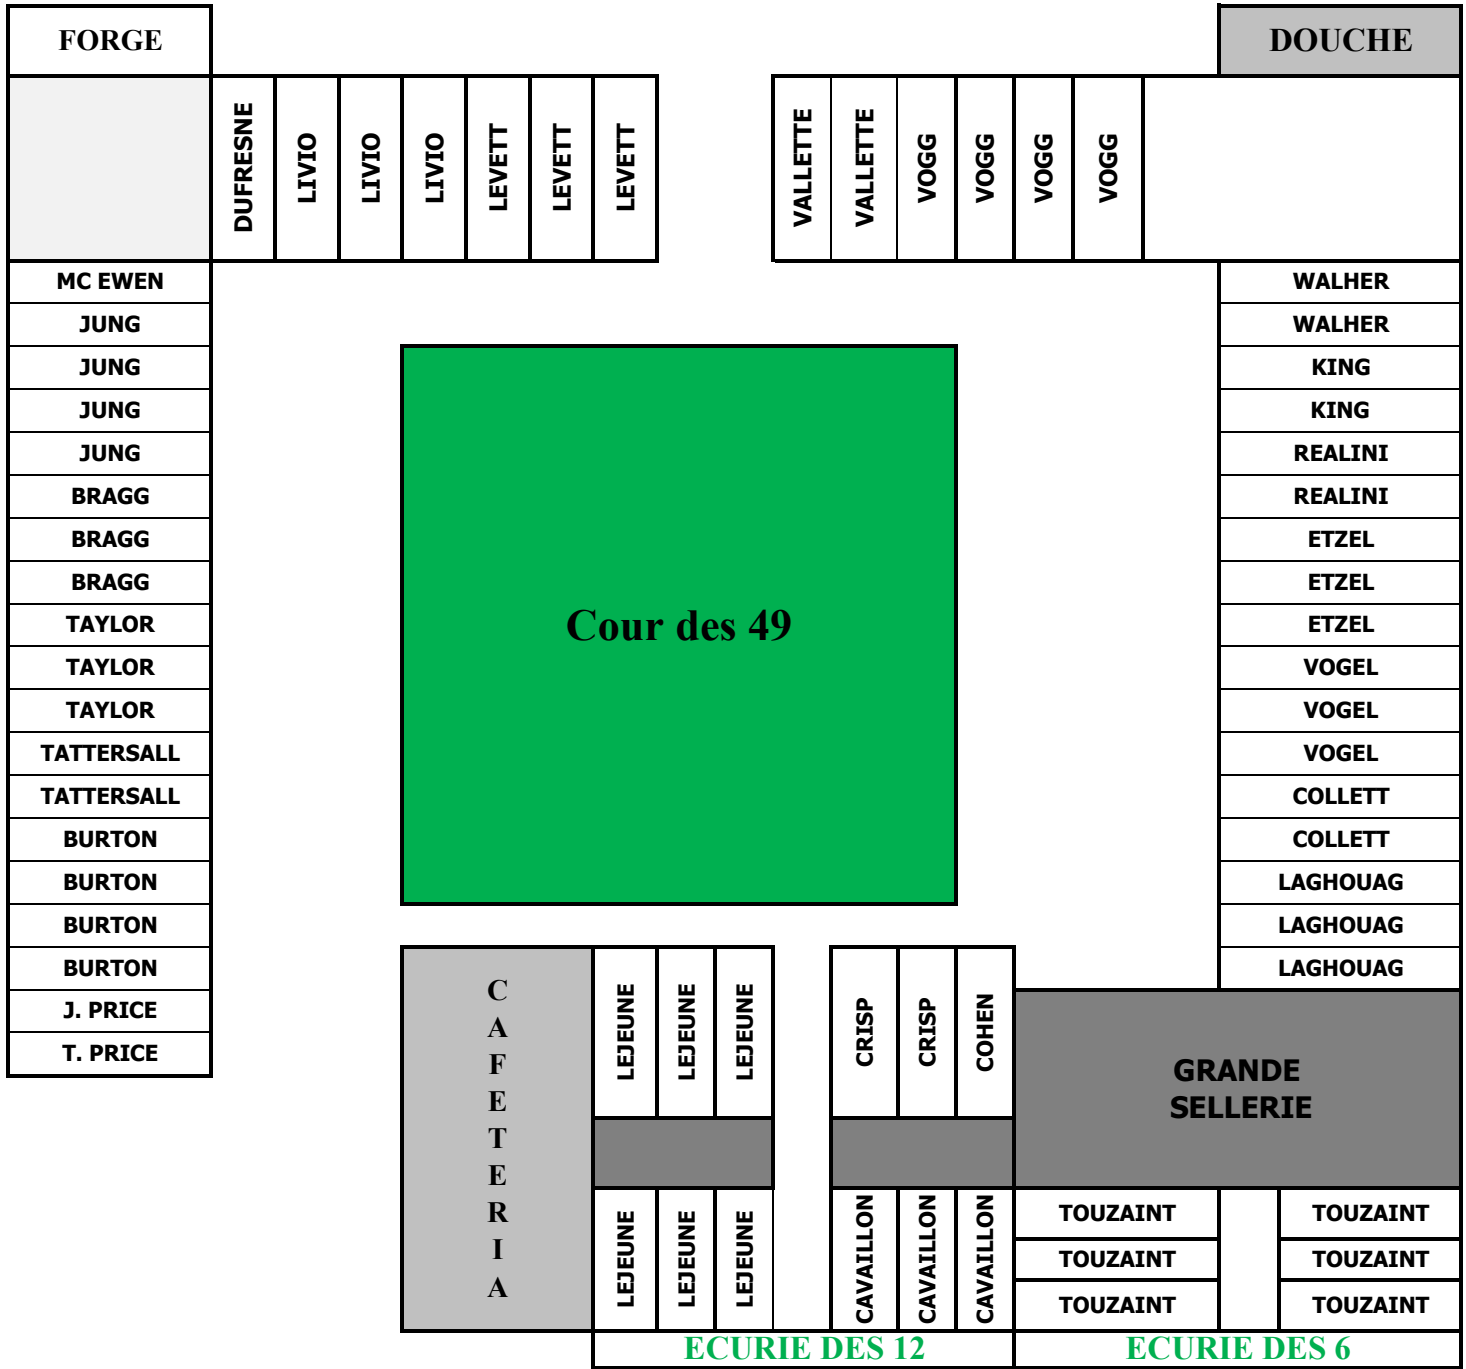 FORGE
DOUCHE
DUFRESNE
LIVIO
LIVIO
LIVIO
LEVETT
LEVETT
LEVETT
VALLETTE
VALLETTE
VOGG
VOGG
VOGG
VOGG
MC EWEN
JUNG
JUNG
JUNG
JUNG
BRAGG
BRAGG
BRAGG
TAYLOR
TAYLOR
TAYLOR
TATTERSALL
TATTERSALL
BURTON
BURTON
BURTON
BURTON
J. PRICE
T. PRICE
Cour des 49
WALHER
WALHER
KING
KING
REALINI
REALINI
ETZEL
ETZEL
ETZEL
VOGEL
VOGEL
VOGEL
COLLETT
COLLETT
LAGHOUAG
LAGHOUAG
LAGHOUAG
CAFETERIA
LEJEUNE
LEJEUNE
LEJEUNE
CRISP
CRISP
COHEN
GRANDE
SELLERIE
LEJEUNE
LEJEUNE
LEJEUNE
CAVAILLON
CAVAILLON
CAVAILLON
TOUZAINT
TOUZAINT
TOUZAINT
TOUZAINT
TOUZAINT
TOUZAINT
ECURIE DES 12
ECURIE DES 6